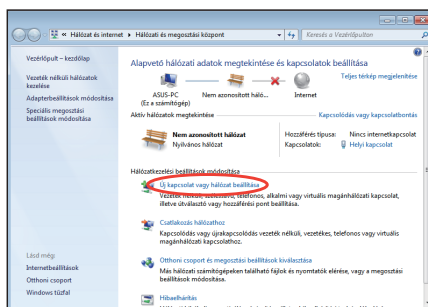 « Hálózat és internet ▸ Hálózati és megosztási központ
Keresés a Vezérlőpulton
Vezérlőpult – kezdőlap
Vezeték nélküli hálózatok
kezelése
Adapterbeállítások módosítása
Speciális megosztási
beállítások módosítása
Alapvető hálózati adatok megtekintése és kapcsolatok beállítása
Teljes térkép megjelenítése
ASUS-PC
(Ez a számítógép)
Nem azonosított háló...
Internet
Aktív hálózatok megtekintése
Kapcsolódás vagy kapcsolatbontás
Nem azonosított hálózat
Nyilvános hálózat
Hozzáférés típusa: Nincs internetkapcsolat
Kapcsolatok: Helyi kapcsolat
Hálózatkezelési beállítások módosítása
Új kapcsolat vagy hálózat beállítása
Vezeték nélküli, szélessávú, telefonos, alkalmi vagy virtuális magánhálózati kapcsolat,
illetve útválasztó vagy hozzáférési pont beállítása.
Csatlakozás hálózathoz
Kapcsolódás vagy újrakapcsolódás vezeték nélküli, vezetékes, telefonos vagy virtuális
magánhálózati kapcsolathoz.
Otthoni csoport és megosztási beállítások kiválasztása
Más hálózati számítógépeken található fájlok és nyomtatók elérése, vagy a megosztási
beállítások módosítása.
Hibaelhárítás
Lásd még:
Internetbeállítások
Otthoni csoport
Windows tűzfal